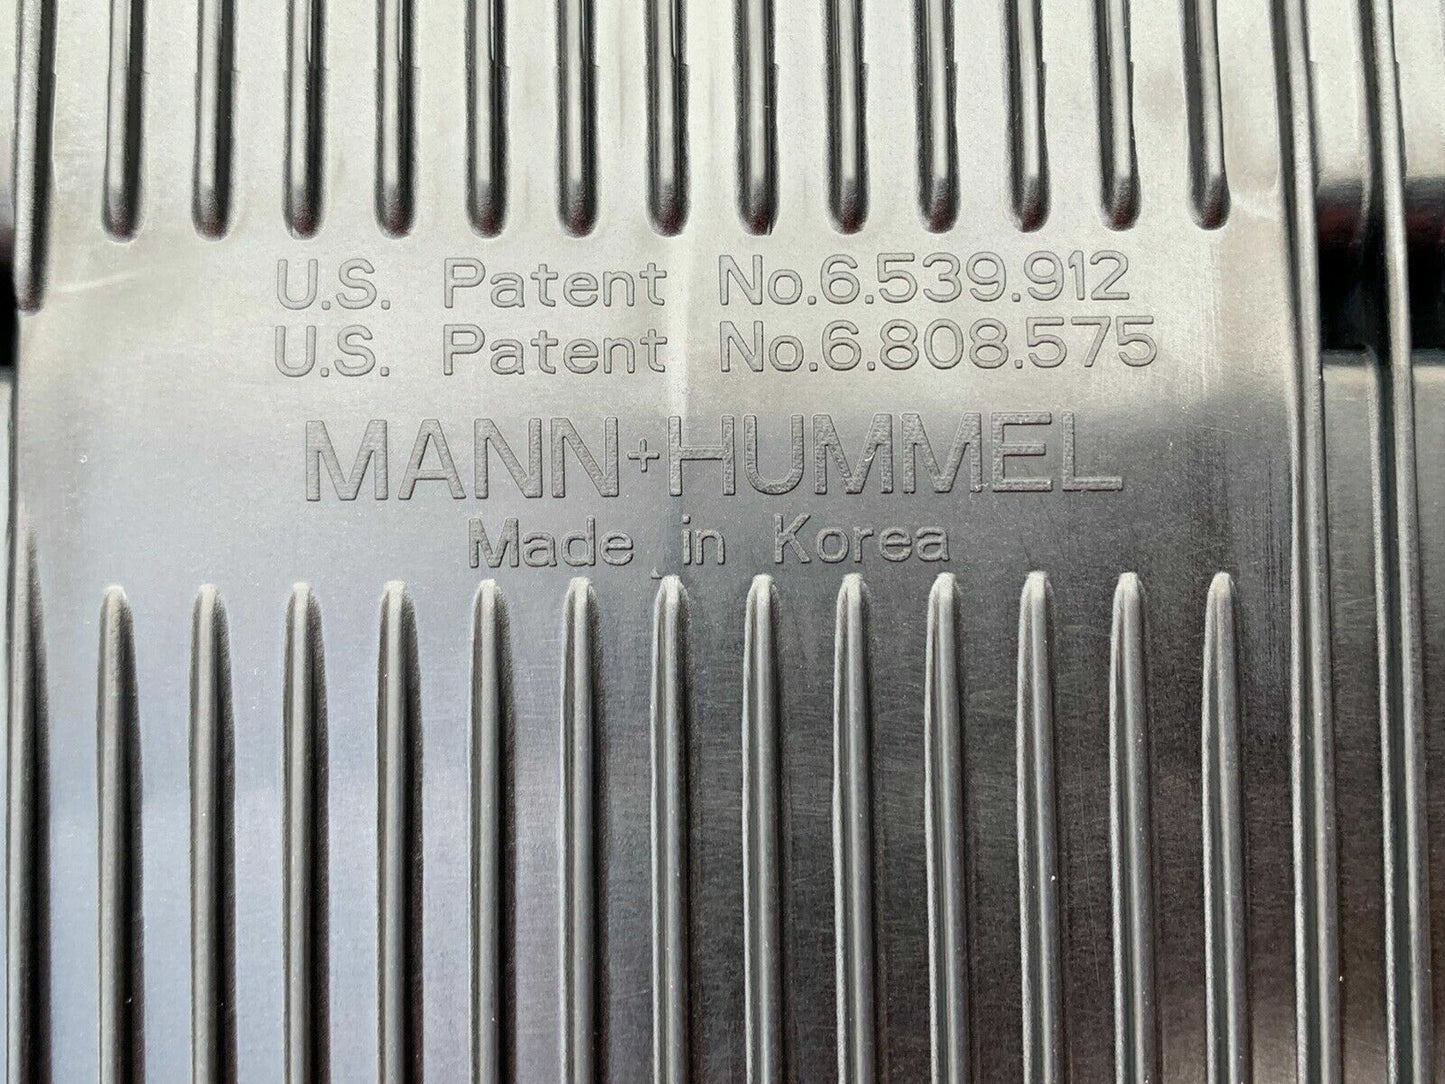 U.S. Patent No.6.539.912
U.S. Patent No.6.808.575
MANN+HUMMEL
Made in Korea